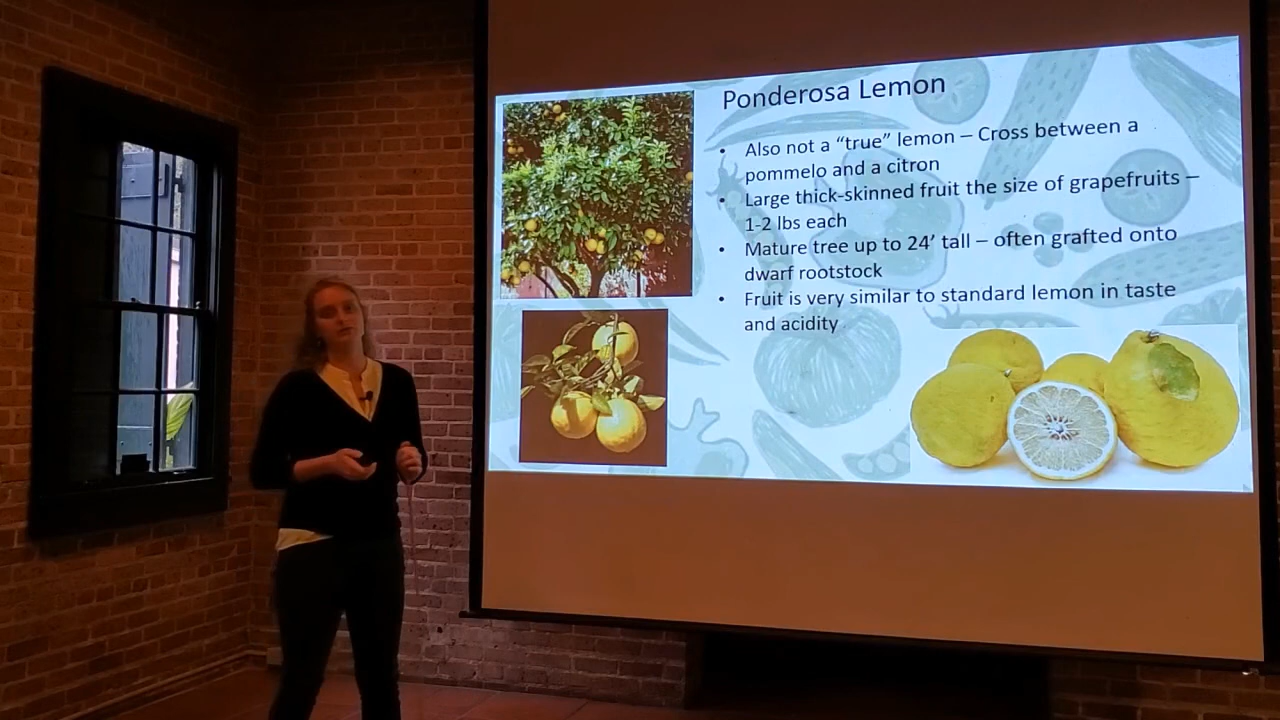 Ponderosa Lemon
• Also not a “true” lemon – Cross between a
pommelo and a citron
• Large thick-skinned fruit the size of grapefruits –
1-2 lbs each
• Mature tree up to 24’ tall – often grafted onto
dwarf rootstock
• Fruit is very similar to standard lemon in taste
and acidity